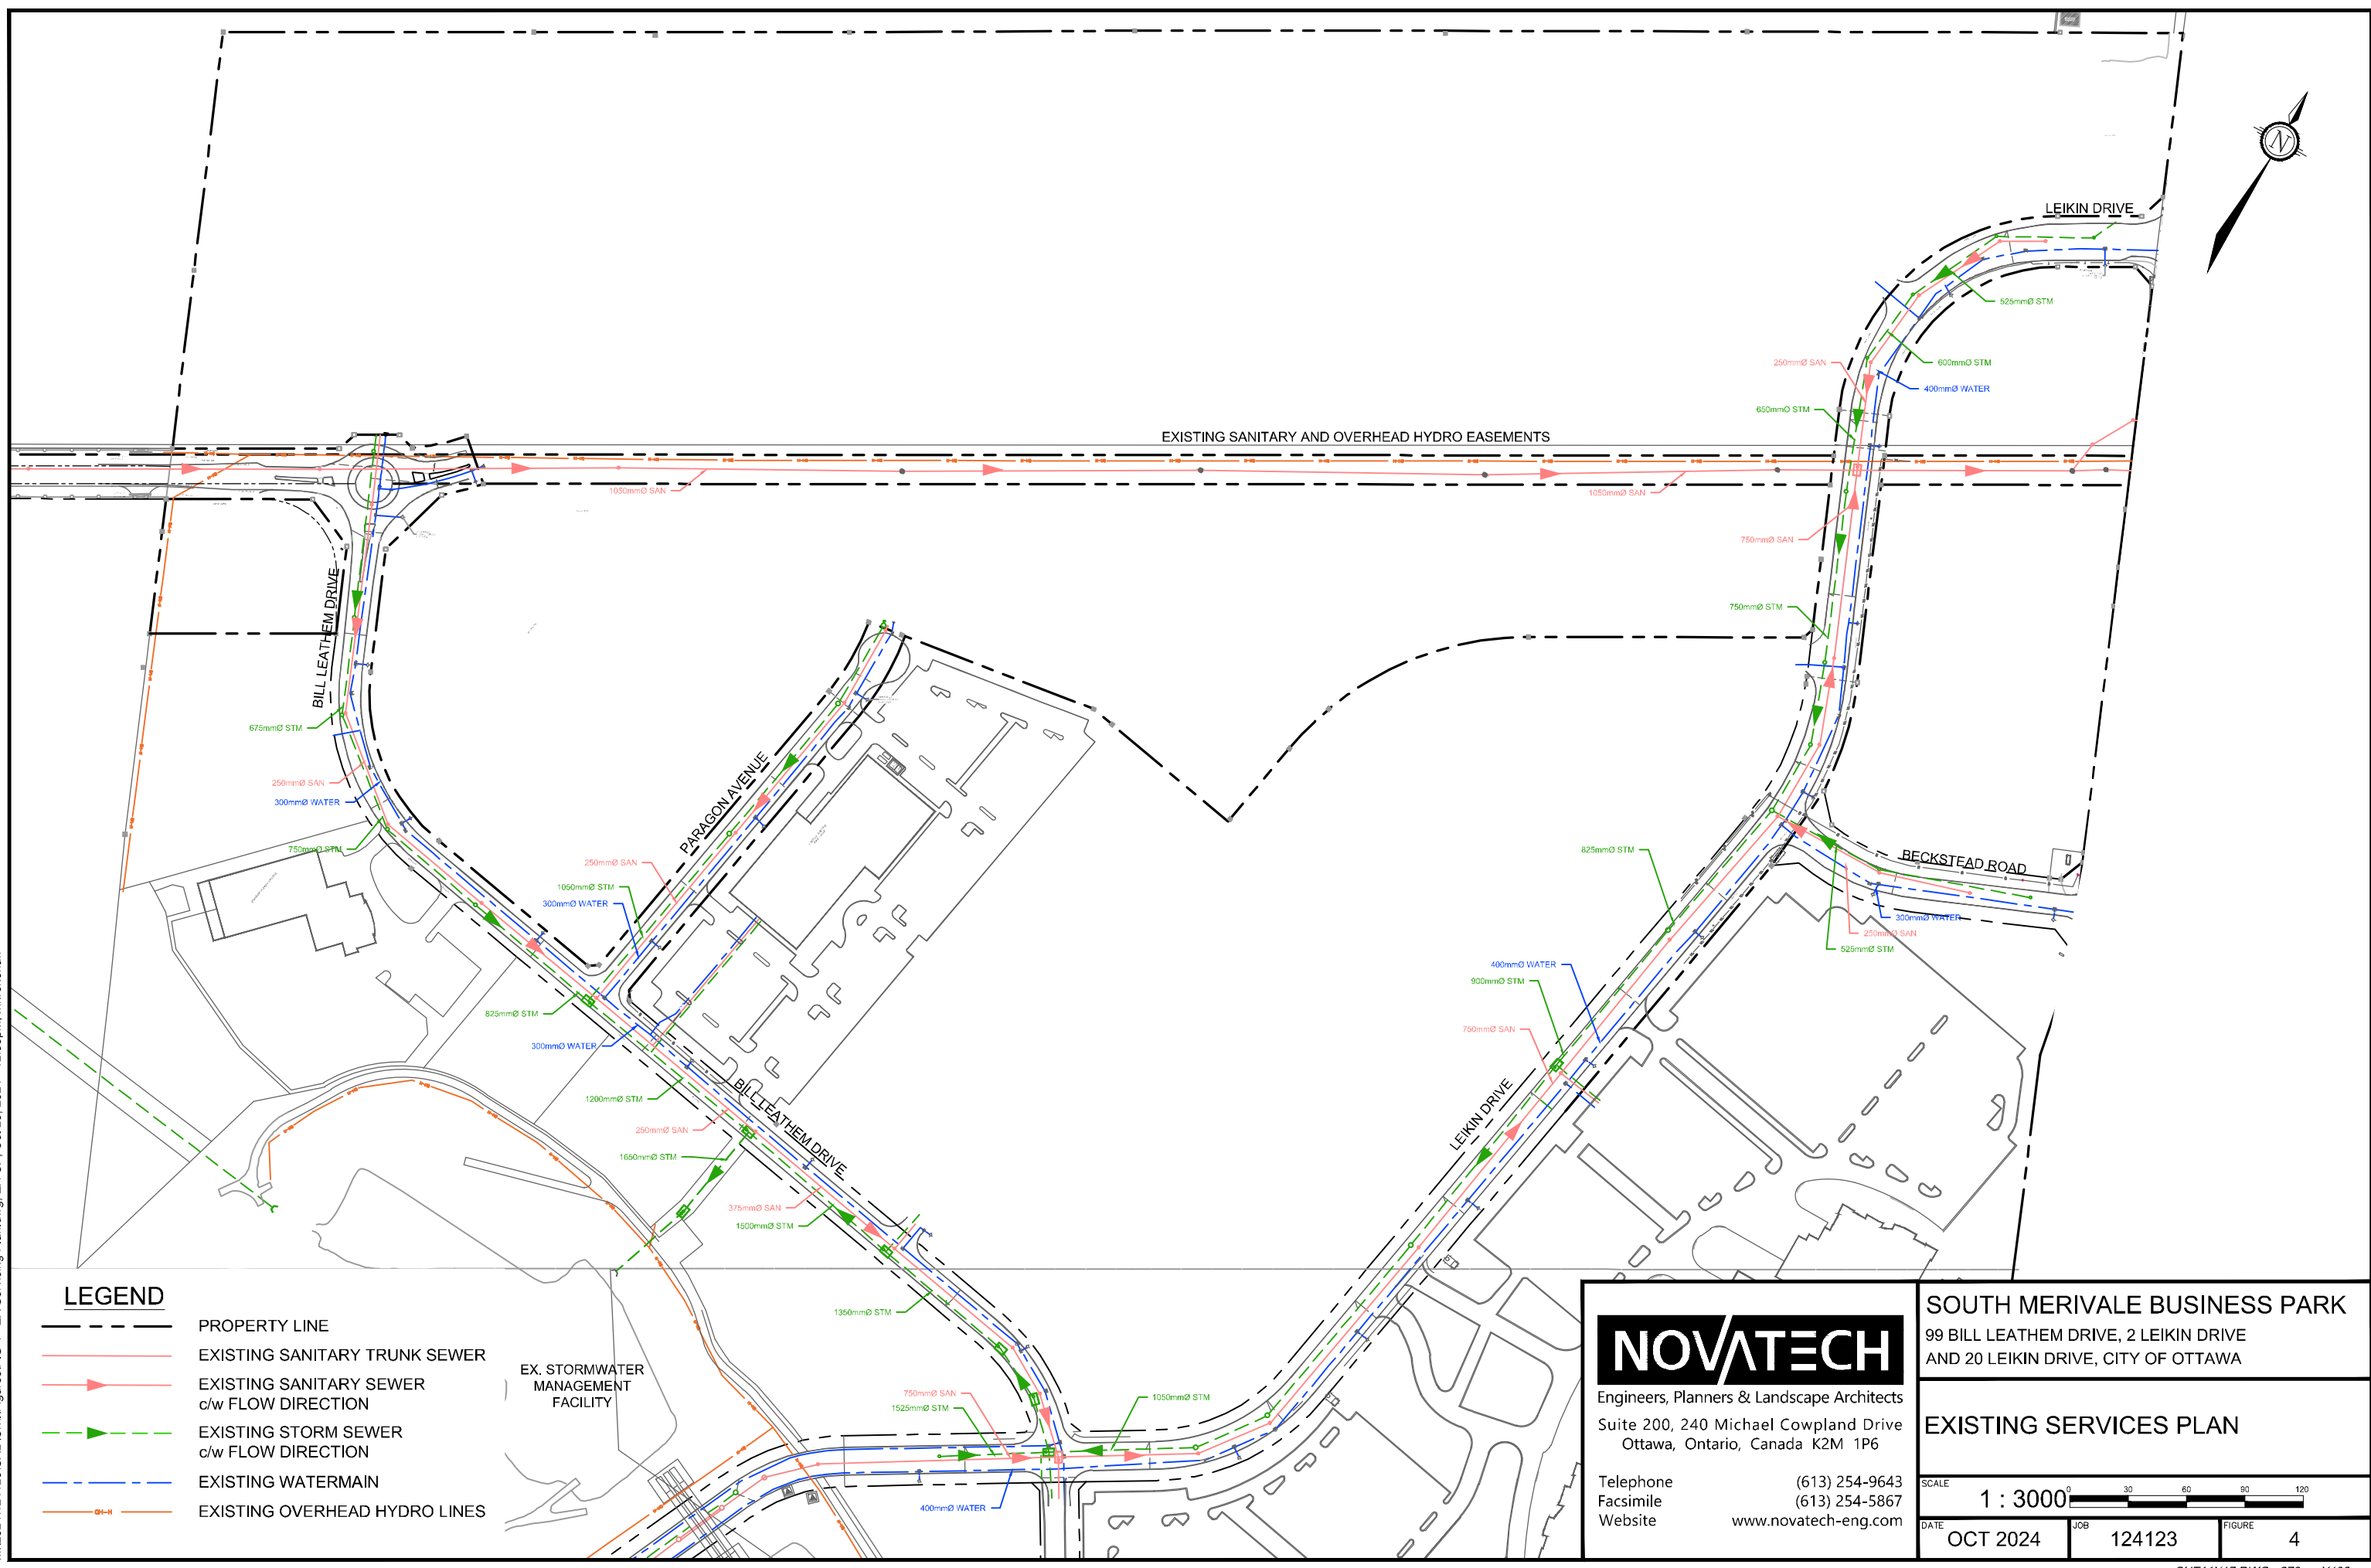 LEIKIN DRIVE
525mmØ STM
250mmØ SAN
600mmØ STM
400mmØ WATER
EXISTING SANITARY AND OVERHEAD HYDRO EASEMENTS
1050mmØ SAN
1050mmØ SAN
750mmØ SAN
750mmØ STM
BILL LEATHEM DRIVE
675mmØ STM
250mmØ SAN
300mmØ WATER
750mmØ STM
PARAGON AVENUE
250mmØ SAN
1050mmØ STM
300mmØ WATER
825mmØ STM
300mmØ WATER
1200mmØ STM
250mmØ SAN
BILL LEATHEM DRIVE
1650mmØ STM
375mmØ SAN
1500mmØ STM
1350mmØ STM
825mmØ STM
BECKSTEAD ROAD
300mmØ WATER
250mmØ SAN
525mmØ STM
400mmØ WATER
900mmØ STM
750mmØ SAN
LEIKIN DRIVE
750mmØ SAN
1525mmØ STM
1050mmØ STM
400mmØ WATER
EX. STORMWATER
MANAGEMENT
FACILITY
LEGEND
PROPERTY LINE
EXISTING SANITARY TRUNK SEWER
EXISTING SANITARY SEWER
c/w FLOW DIRECTION
EXISTING STORM SEWER
c/w FLOW DIRECTION
EXISTING WATERMAIN
OH-H
EXISTING OVERHEAD HYDRO LINES
N
NOVATECH
Engineers, Planners & Landscape Architects
Suite 200, 240 Michael Cowpland Drive
Ottawa, Ontario, Canada K2M 1P6
Telephone (613) 254-9643
Facsimile (613) 254-5867
Website www.novatech-eng.com
SOUTH MERIVALE BUSINESS PARK
99 BILL LEATHEM DRIVE, 2 LEIKIN DRIVE
AND 20 LEIKIN DRIVE, CITY OF OTTAWA
EXISTING SERVICES PLAN
SCALE
1 : 3000
0 30 60 90 120
DATE OCT 2024
JOB 124123
FIGURE 4